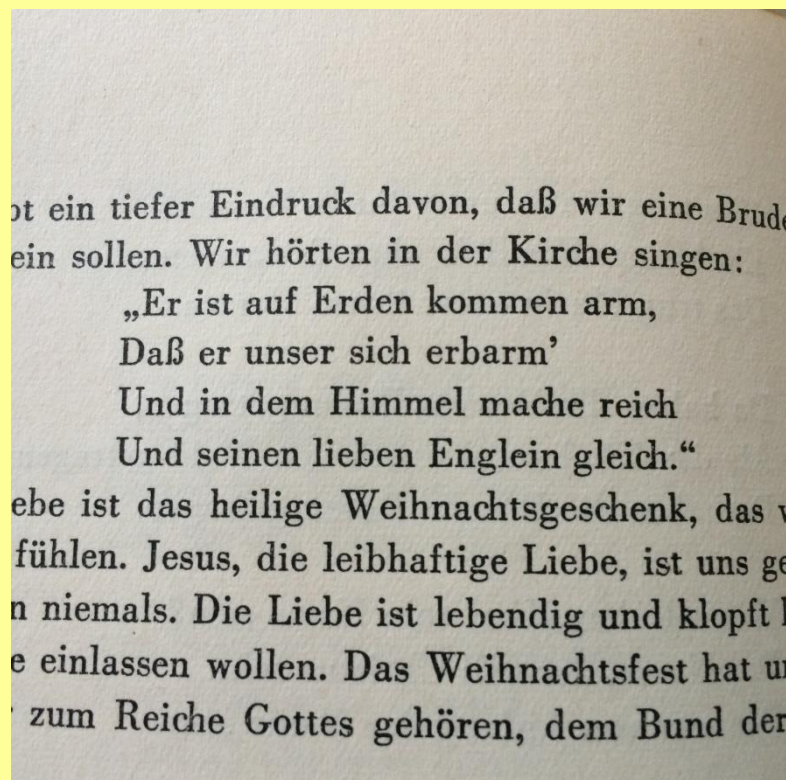 ein tiefer Eindruck davon, daß wir eine Brude
ein sollen. Wir hörten in der Kirche singen:
„Er ist auf Erden kommen arm,
Daß er unser sich erbarm’
Und in dem Himmel mache reich
Und seinen lieben Englein gleich.“
ebe ist das heilige Weihnachtsgeschenk, das
fühlen. Jesus, die leibhaftige Liebe, ist uns ge
n niemals. Die Liebe ist lebendig und klopft
e einlassen wollen. Das Weihnachtsfest hat un
zum Reiche Gottes gehören, dem Bund der